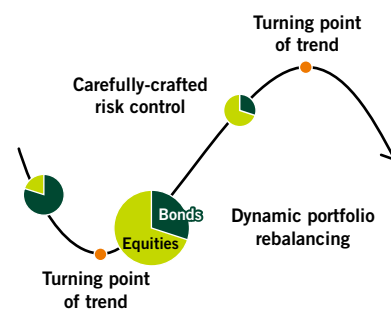 Turning point
of trend
Carefully-crafted
risk control
Bonds
Equities
Dynamic portfolio
rebalancing
Turning point
of trend